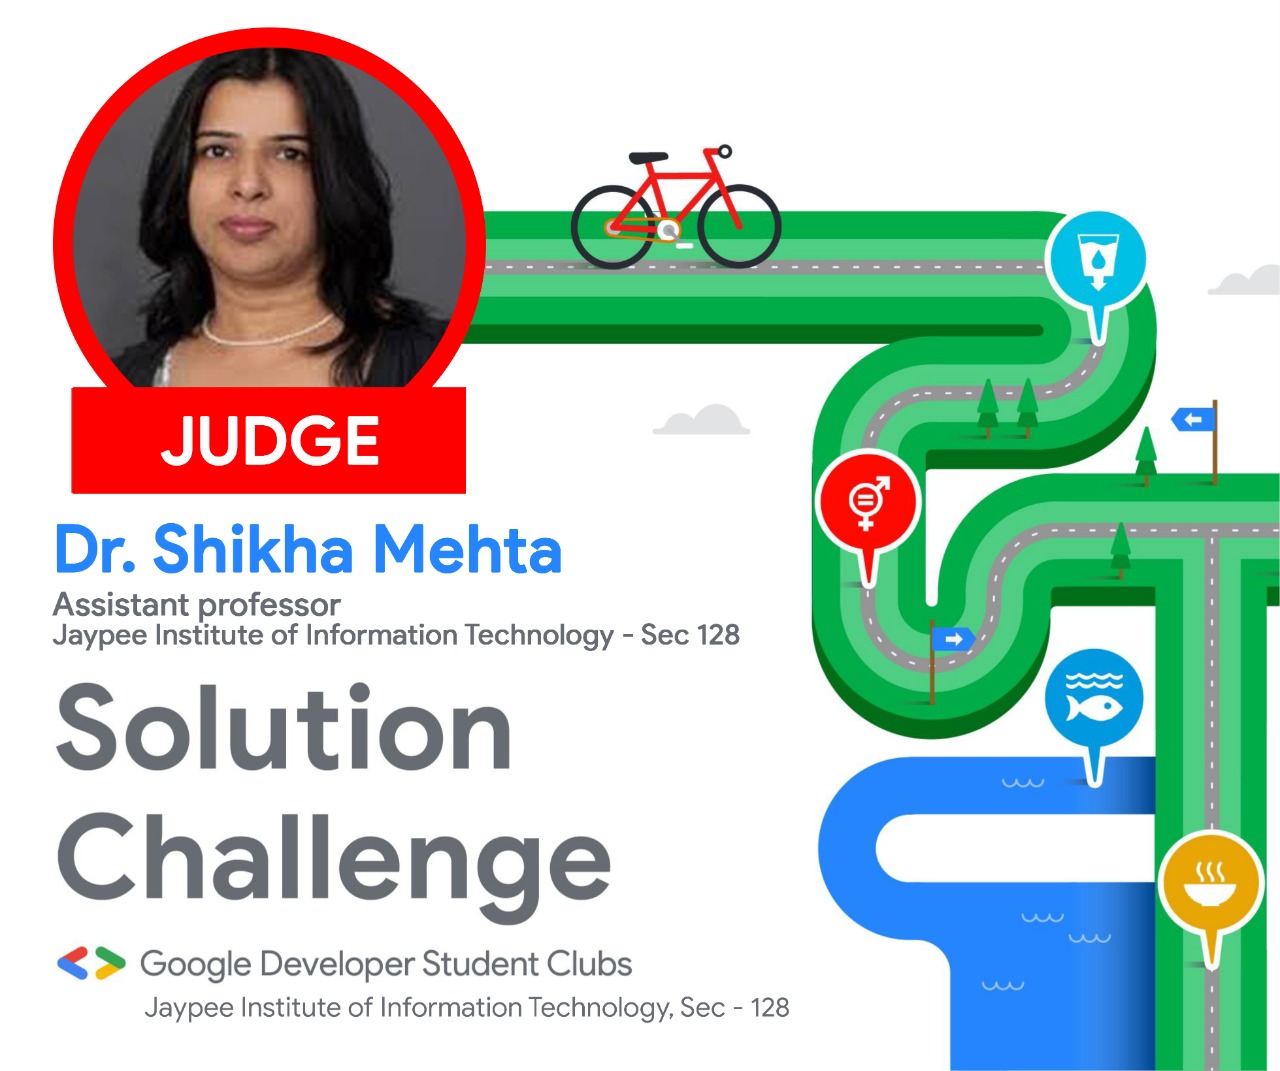 JUDGE
Dr. Shikha Mehta
Assistant professor
Jaypee Institute of Information Technology - Sec 128
Solution
Challenge
Google Developer Student Clubs
Jaypee Institute of Information Technology, Sec - 128